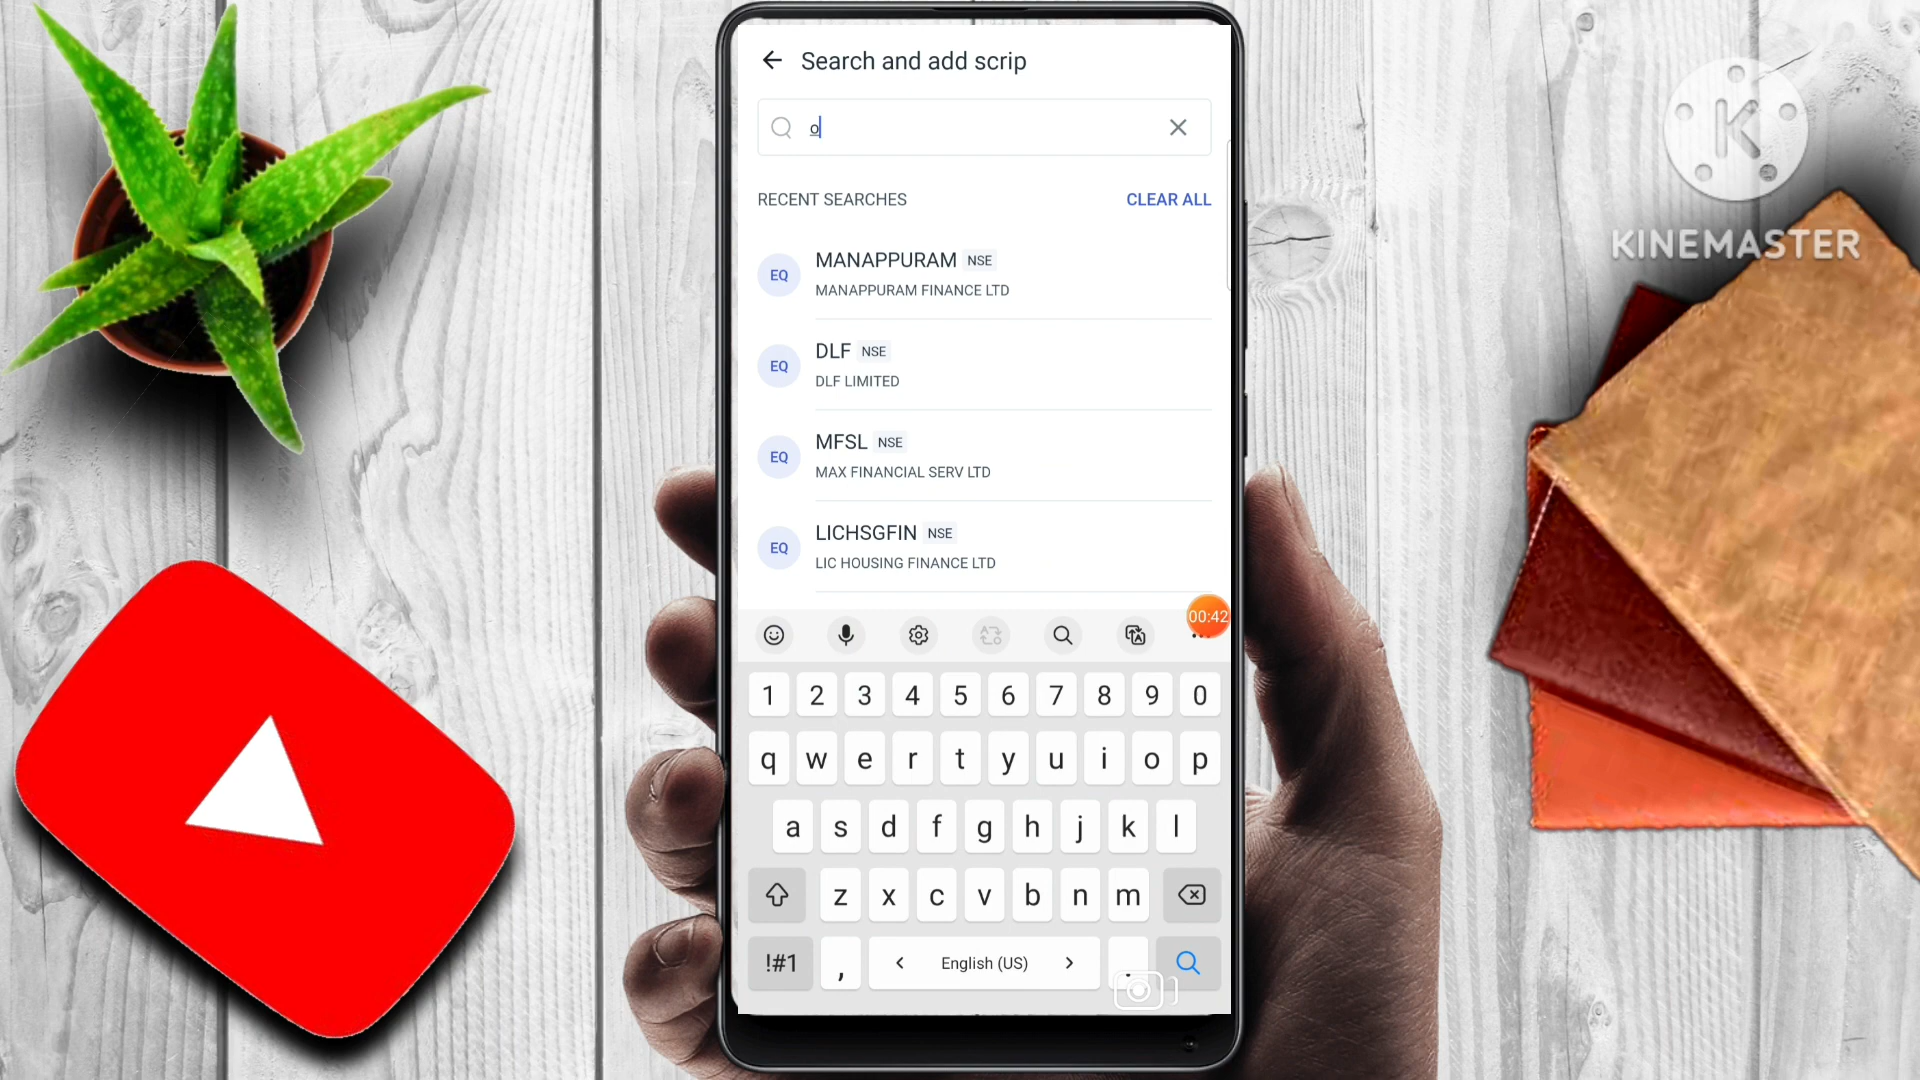 Search and add scrip
o
RECENT SEARCHES CLEAR ALL
EQ MANAPPURAM NSE
MANAPPURAM FINANCE LTD
EQ DLF NSE
DLF LIMITED
EQ MFSL NSE
MAX FINANCIAL SERV LTD
EQ LICHSGFIN NSE
LIC HOUSING FINANCE LTD
00:42
1 2 3 4 5 6 7 8 9 0
q w e r t y u i o p
a s d f g h j k l
z x c v b n m
!#1 , < English (US) > .
K
KINEMASTER